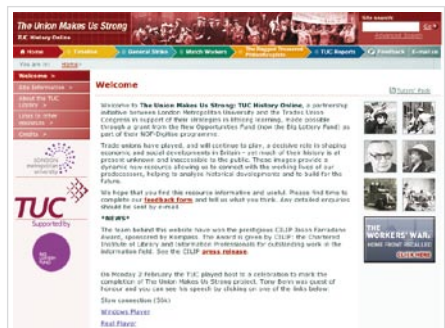 The Union Makes Us Strong
TUC History Online
Site search:
Go
Advanced Search
Home
Timeline
General Strike
Match Workers
The Ragged Trousered Philanthropists
TUC Reports
Feedback
E-mail us
You are in: Home>
Welcome >
Site Information >
About the TUC
Library >
Links to other
resources >
Credits >
LONDON
metropolitan
university
TUC
Supported by
Welcome
Welcome to The Union Makes Us Strong: TUC History Online, a partnership
initiative between London Metropolitan University and the Trades Union
Congress in support of their strategies in lifelong learning, made possible
through a grant from the New Opportunities Fund (now the Big Lottery Fund) as
part of their NOF-Digitise programme.
Trade unions have played, and will continue to play, a decisive role in shaping
economic and social developments in Britain - yet much of their history is at
present unknown and inaccessible to the public. These images provide a
dynamic new resource allowing us to connect with the working lives of our
predecessors, helping to analyse historical developments and to build for the
future.
We hope that you find this resource informative and useful. Please find time to
complete our feedback form and tell us what you think. Any detailed enquiries
should be sent by e-mail
*NEWS*
The team behind this website have won the prestigious CILIP Jason Farradane
Award, sponsored by Kompass. The award is given by CILIP: the Chartered
Institute of Library and Information Professionals for outstanding work in the
information field. See the CILIP press release.
On Monday 2 February the TUC played host to a celebration to mark the
completion of The Union Makes Us Strong project. Tony Benn was guest of
honour and you can see his speech by clicking on one of the links below:
Slow connection (56k)
Windows Player
Real Player
THE
WORKERS' WAR:
HOME FRONT RECALLED
CLICK HERE